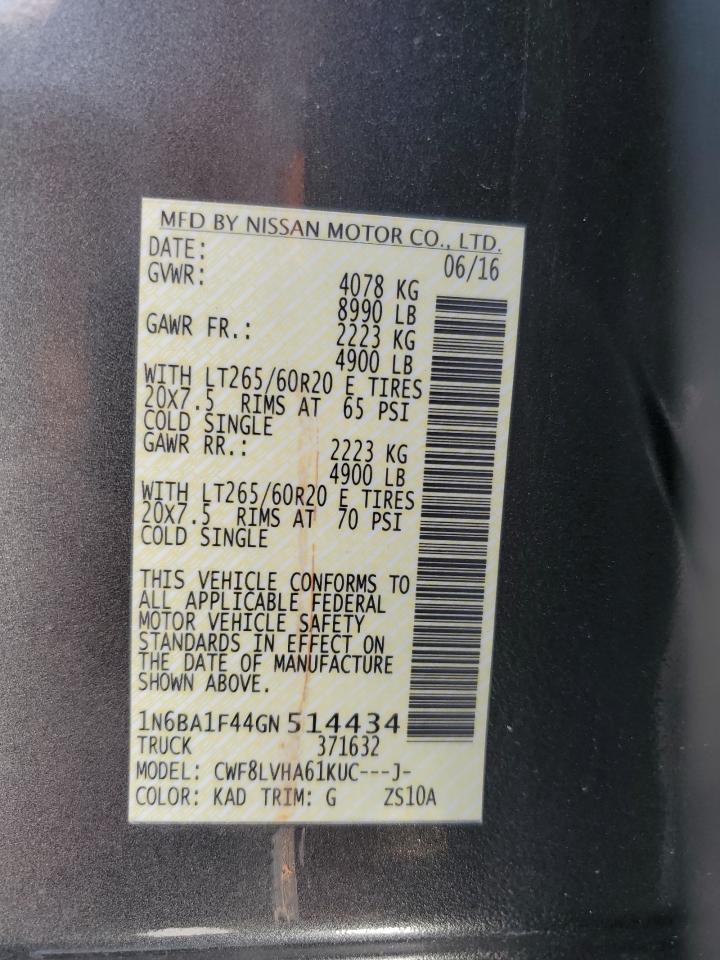 MFD BY NISSAN MOTOR CO., LTD.
DATE: 06/16
GVWR: 4078 KG
8990 LB
GAWR FR.: 2223 KG
4900 LB
WITH LT265/60R20 E TIRES
20X7.5 RIMS AT 65 PSI
COLD SINGLE
GAWR RR.: 2223 KG
4900 LB
WITH LT265/60R20 E TIRES
20X7.5 RIMS AT 70 PSI
COLD SINGLE
THIS VEHICLE CONFORMS TO
ALL APPLICABLE FEDERAL
MOTOR VEHICLE SAFETY
STANDARDS IN EFFECT ON
THE DATE OF MANUFACTURE
SHOWN ABOVE.
1N6BA1F44GN514434
TRUCK 371632
MODEL: CWF8LVHA61KUC---J-
COLOR: KAD TRIM: G ZS10A